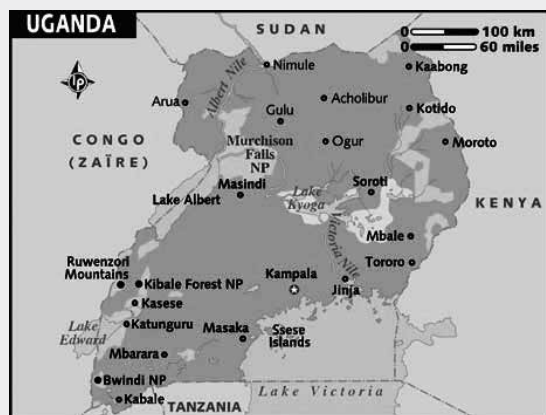 UGANDA
SUDAN
0 100 km
0 60 miles
Nimule
Kaabong
lp
Albert Nile
Arua
Acholibur
Kotido
Gulu
CONGO
(ZAÏRE)
Murchison
Falls
NP
Ogur
Moroto
Masindi
Soroti
Lake Albert
Lake
Kyoga
KENYA
Victoria Nile
Mbale
Ruwenzori
Mountains
Kibale Forest NP
Kampala
Tororo
Jinja
Kasese
Lake
Edward
Katunguru
Masaka
Ssese
Islands
Mbarara
Bwindi NP
Lake Victoria
Kabale
TANZANIA